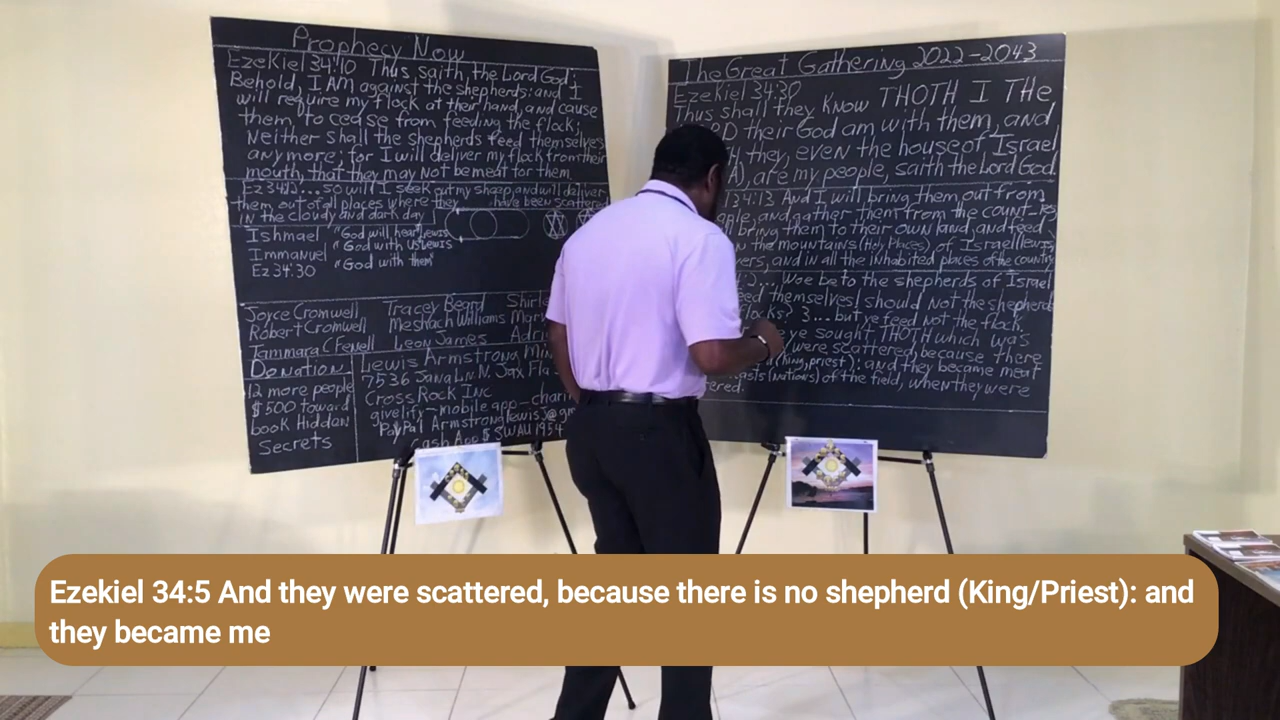 Prophecy Now
Ezekiel 34:10 Thus saith, the Lord God;
Behold, I AM against the shepherds: and I
will require my flock at their hand, and cause
them, to cease from feeding the flock;
Neither shall the shepherds feed themselves
any more; for I will deliver my flock from their
mouth, that they may not be meat for them.
Ez 34:12 ...so will I seek out my sheep and will deliver
them out of all places where they have been scattered
in the cloudy and dark day
Ishmael "God will hear" Lewis
Immanuel "God with us" Lewis
Ez 34:30 "God with them"
Joyce Cromwell Tracey Beard
Robert Cromwell Meshach Williams
Tammara C Fenell Leon James
Donation
12 more people
$500 toward
book Hidden
Secrets
Lewis Armstrong
7536 Jana Ln. N. Jax
Cross Rock Inc
givelify-mobile app-
PayPal Armstronglewis
Cash App $ SWAU 1954
The Great Gathering 2022-2043
Ezekiel 34:30
Thus shall they know THOTH I THE
their God am with them, and
they, even the house of Israel
are my people, saith the Lord God.
34:13 And I will bring them out from
and gather them from the
bring them to their own land, and feed
the mountains (Holy Places) of Israel (Lewis)
and in all the inhabited places of the country
Woe be to the shepherds of Israel
feed themselves! should not the shepherds
flocks? 3...but ye feed not the flock,
ye sought THOTH which was
were scattered, because there
(King, priest): and they became meat
(nations) of the field, when they were
Ezekiel 34:5 And they were scattered, because there is no shepherd (King/Priest): and
they became me